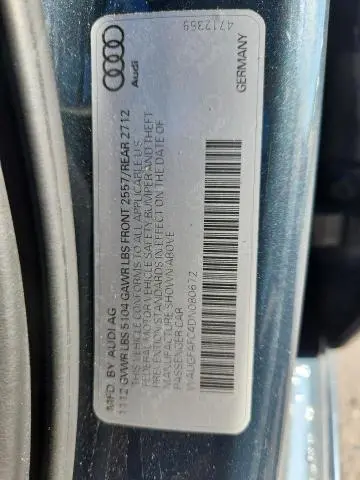 Audi
4712359
GERMANY
MFD BY AUDI AG
11 12 GVWR LBS 5104 GAWR LBS FRONT 2557/REAR 2712
THIS VEHICLE CONFORMS TO ALL APPLICABLE U.S.
FEDERAL MOTOR VEHICLE SAFETY BUMPER AND THEFT
PREVENTION STANDARDS IN EFFECT ON THE DATE OF
MANUFACTURE SHOWN ABOVE
PASSENGER CAR
WAUGFAFC4DN080672